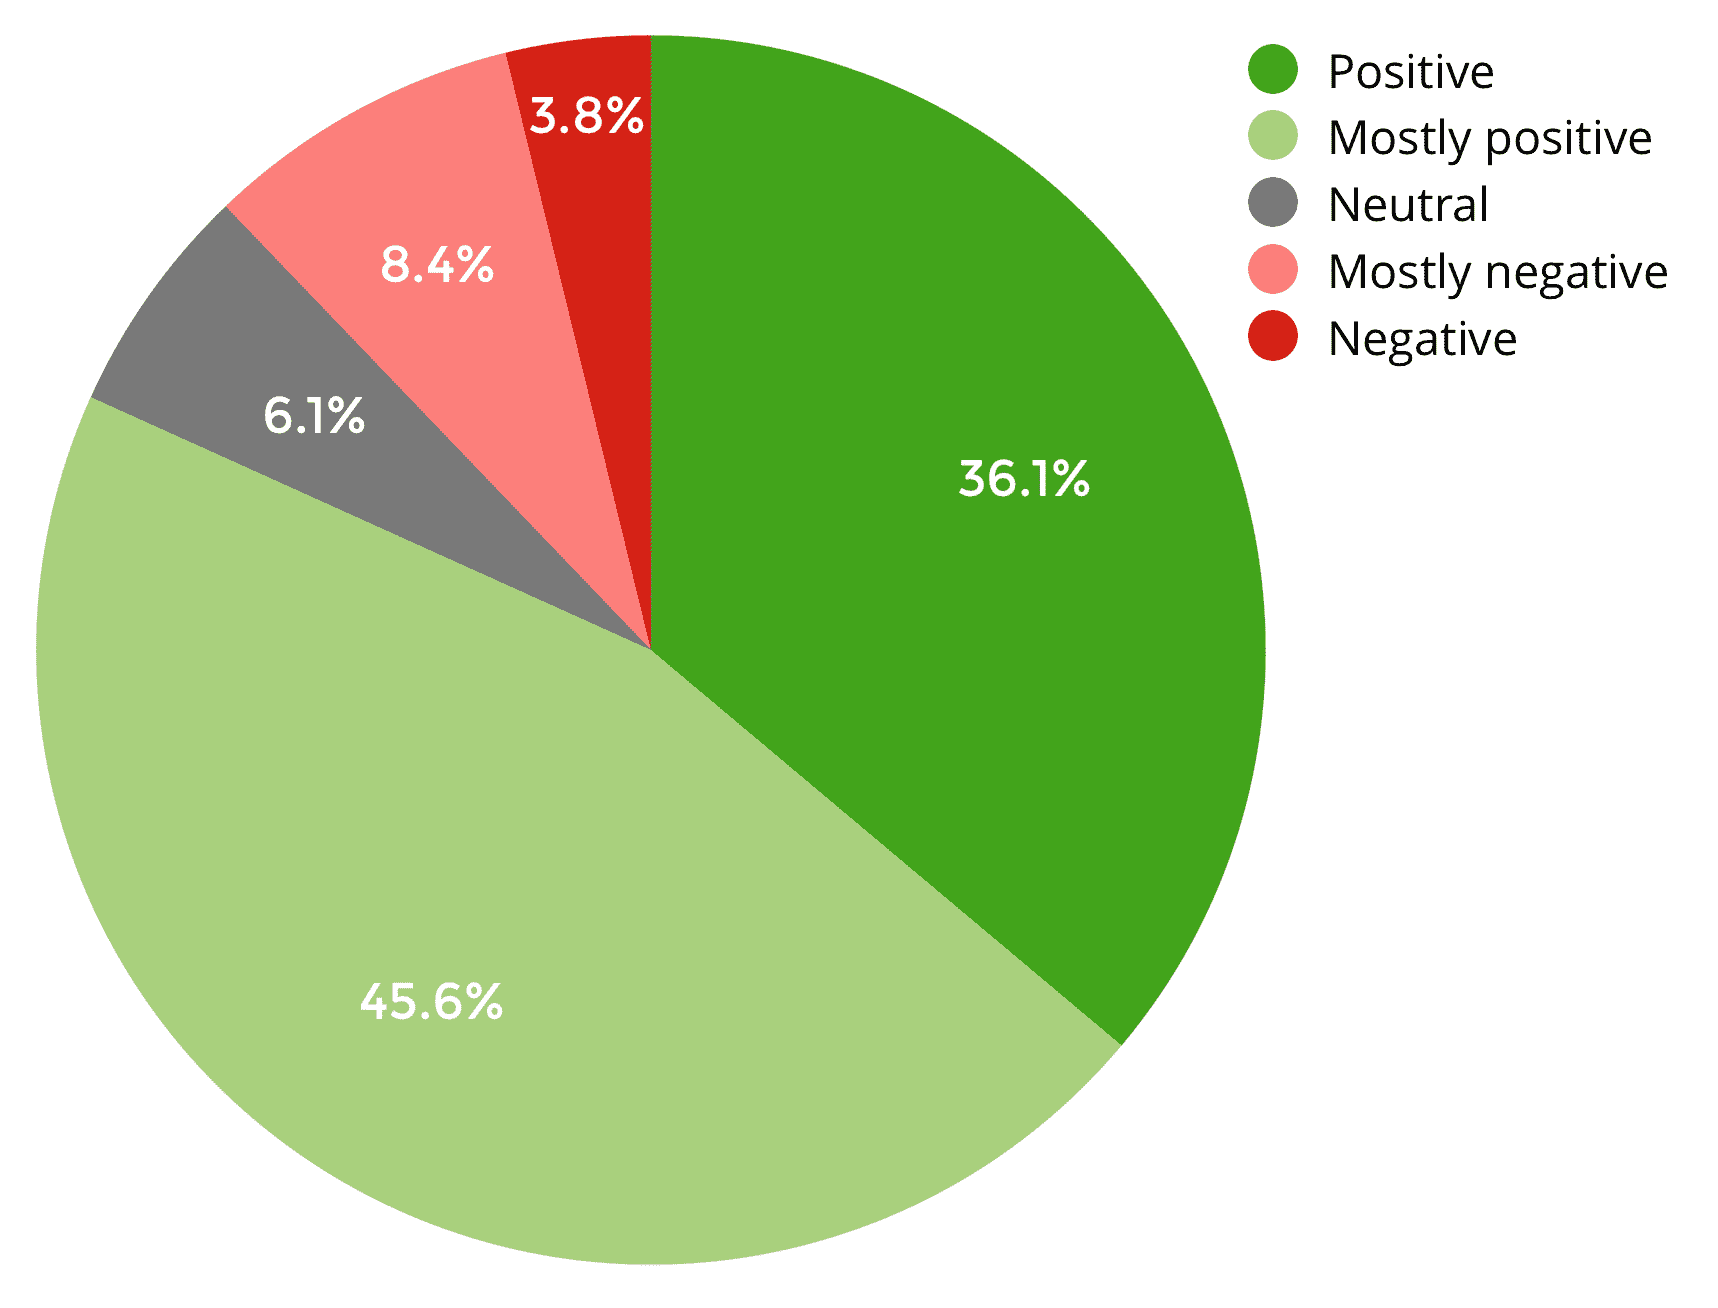 Positive
Mostly positive
Neutral
Mostly negative
Negative
3.8%
8.4%
6.1%
36.1%
45.6%